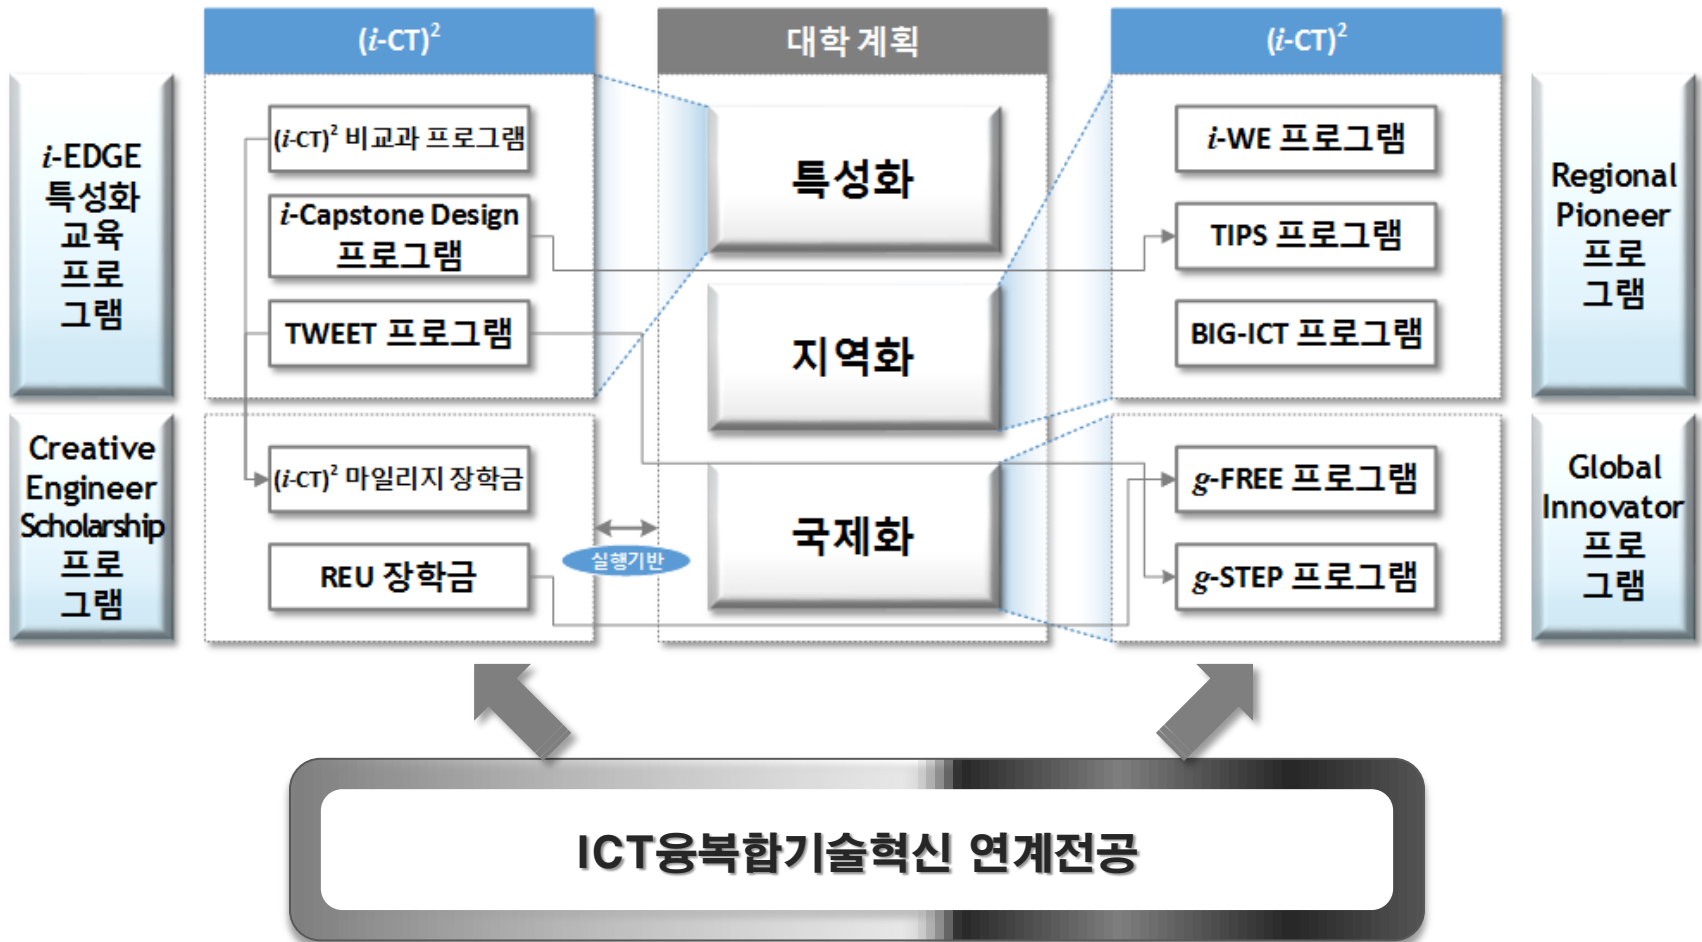 (i-CT)²
대학 계획
(i-CT)²
i-EDGE
특성화
교육
프로
그램
(i-CT)² 비교과 프로그램
i-Capstone Design
프로그램
TWEET 프로그램
특성화
지역화
i-WE 프로그램
TIPS 프로그램
BIG-ICT 프로그램
Regional
Pioneer
프로
그램
Creative
Engineer
Scholarship
프로
그램
(i-CT)² 마일리지 장학금
REU 장학금
실행기반
국제화
g-FREE 프로그램
g-STEP 프로그램
Global
Innovator
프로
그램
ICT융복합기술혁신 연계전공